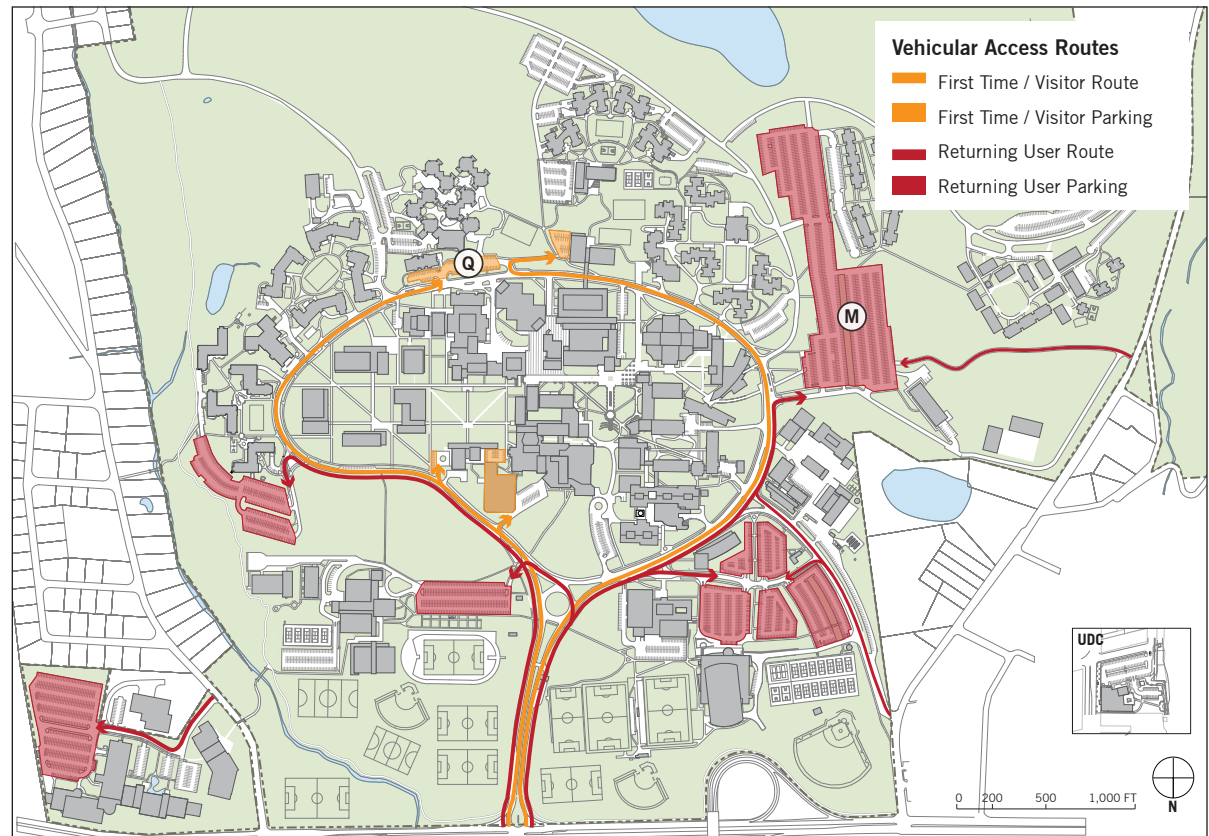 Vehicular Access Routes
First Time / Visitor Route
First Time / Visitor Parking
Returning User Route
Returning User Parking
Q
M
UDC
0 200 500 1,000 FT
N